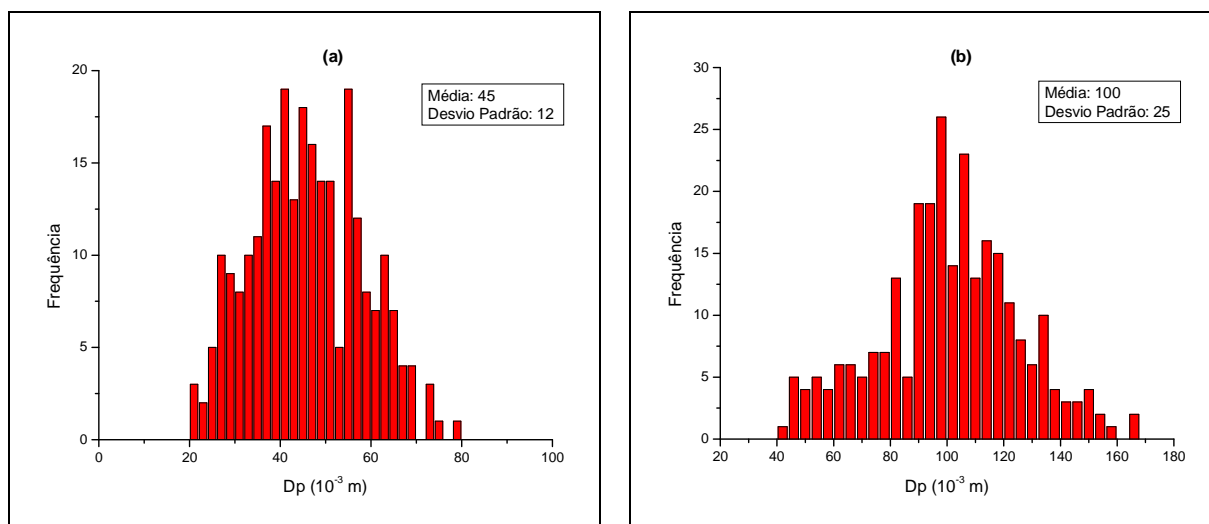 (a)
Média: 45
Desvio Padrão: 12
Frequência
20
15
10
5
0
0 20 40 60 80 100
Dp (10⁻³ m)
(b)
Média: 100
Desvio Padrão: 25
Frequência
30
25
20
15
10
5
0
20 40 60 80 100 120 140 160 180
Dp (10⁻³ m)